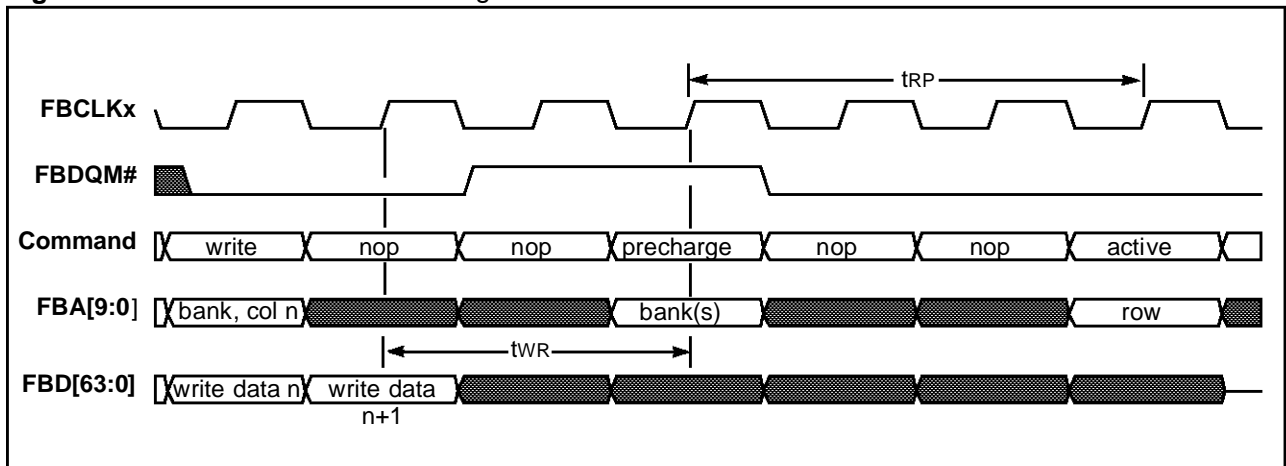 tRP
FBCLKx
FBDQM#
Command write nop nop precharge nop nop active
FBA[9:0] bank, col n bank(s) row
tWR
FBD[63:0] write data n write data
n+1